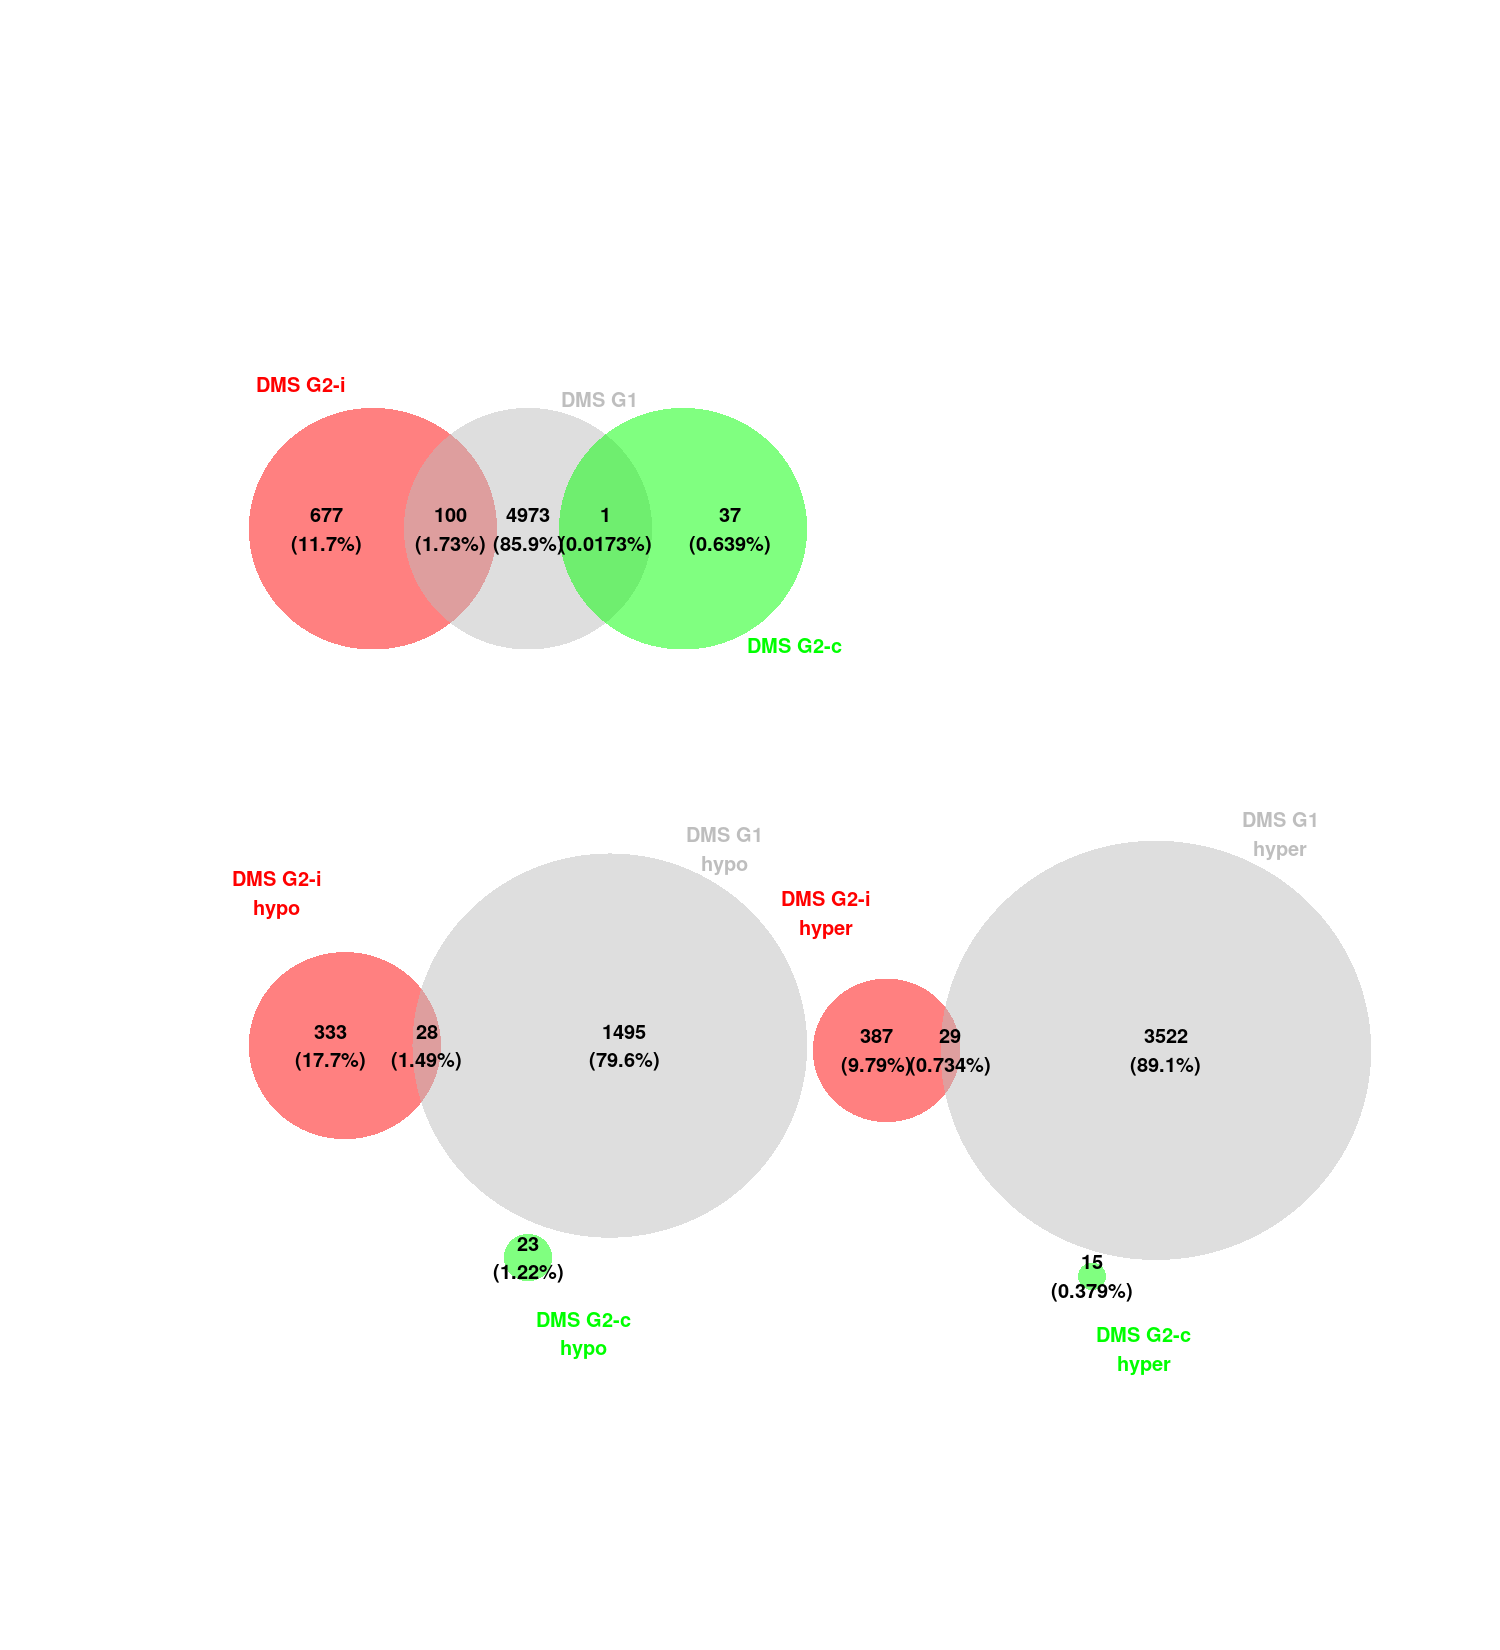 DMS G2-i
DMS G1
677
(11.7%)
100
(1.73%)
4973
(85.9%)
1
(0.0173%)
37
(0.639%)
DMS G2-c
DMS G2-i
hypo
DMS G1
hypo
333
(17.7%)
28
(1.49%)
1495
(79.6%)
23
(1.22%)
DMS G2-c
hypo
DMS G2-i
hyper
DMS G1
hyper
387
(9.79%)
29
(0.734%)
3522
(89.1%)
15
(0.379%)
DMS G2-c
hyper